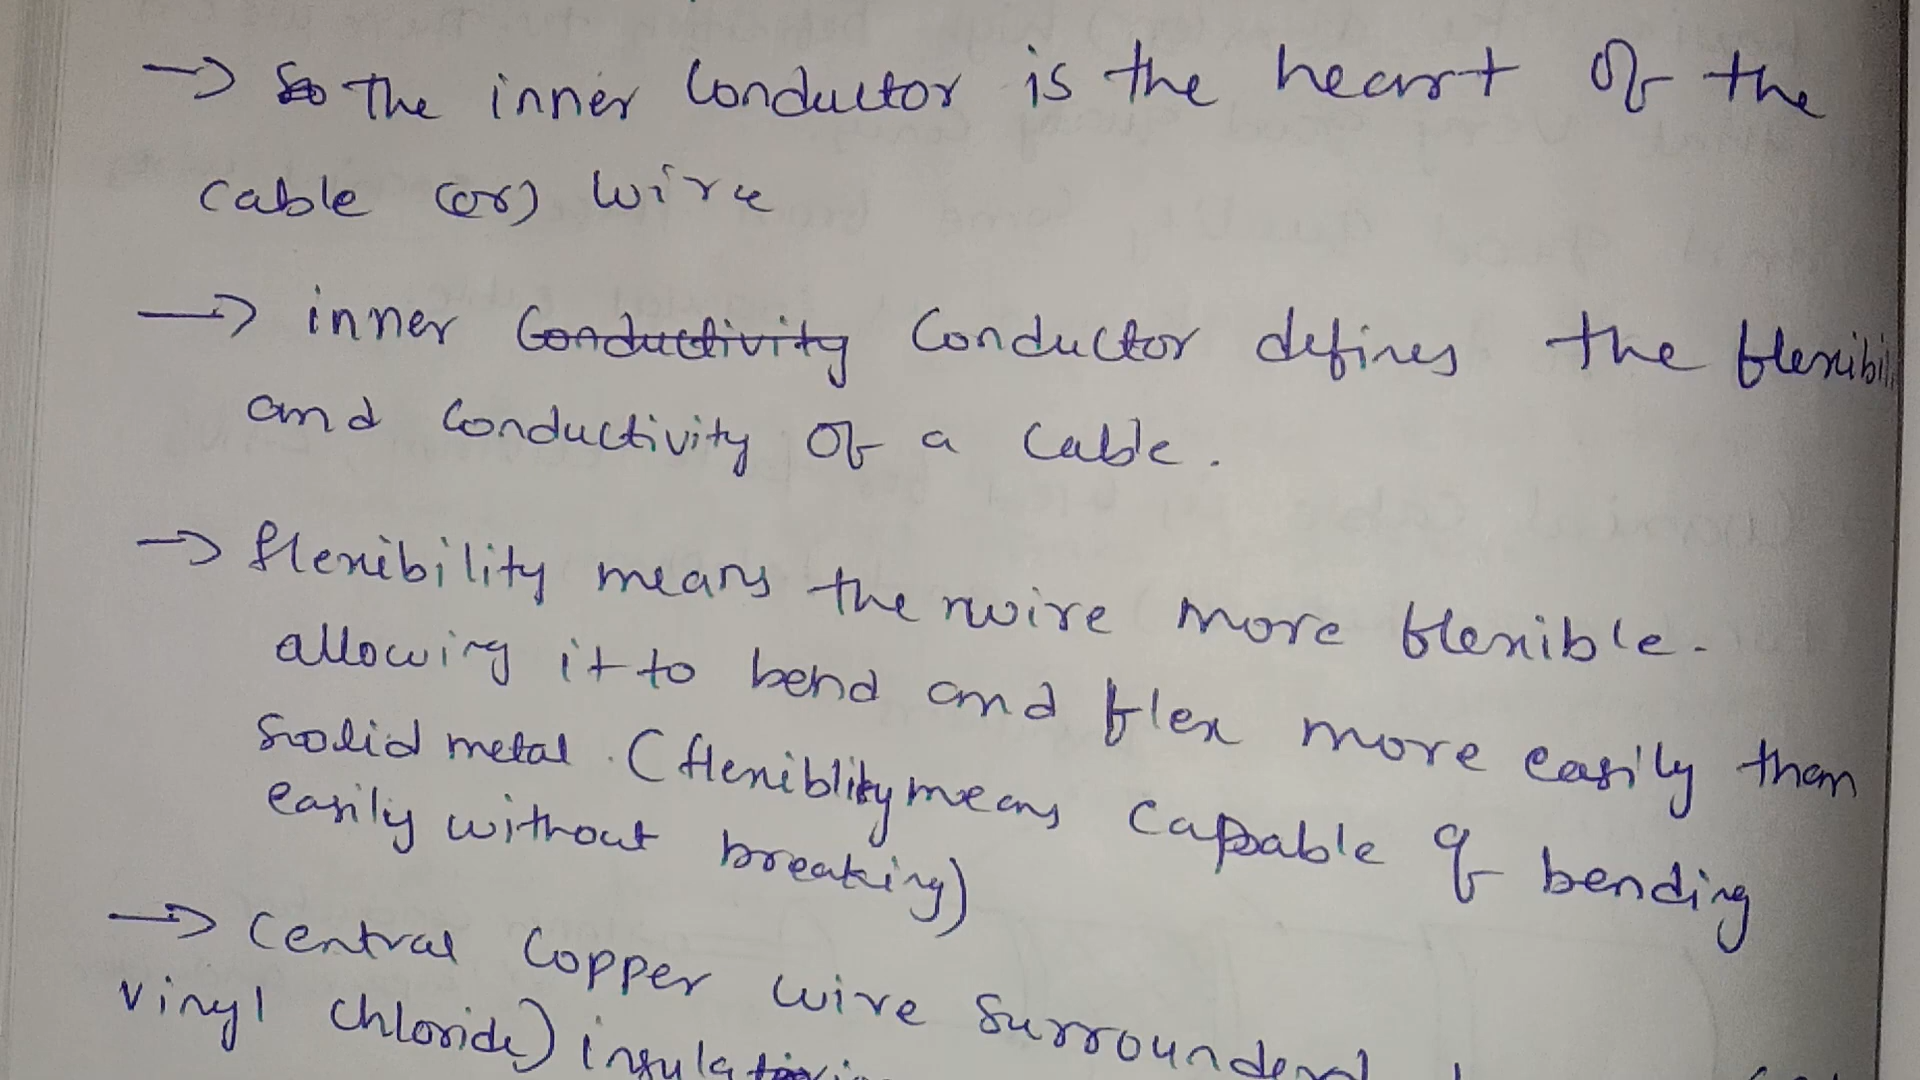 → So the inner Conductor is the heart of the
cable (or) wire
→ inner Conductivity Conductor defines the flexibil
and Conductivity of a Cable.
→ flexibility means the wire more flexible.
allowing it to bend and flex more easily than
solid metal. (flexiblity means capable of bending
easily without breaking)
→ Central Copper wire Surrounded
vinyl chloride) insulation